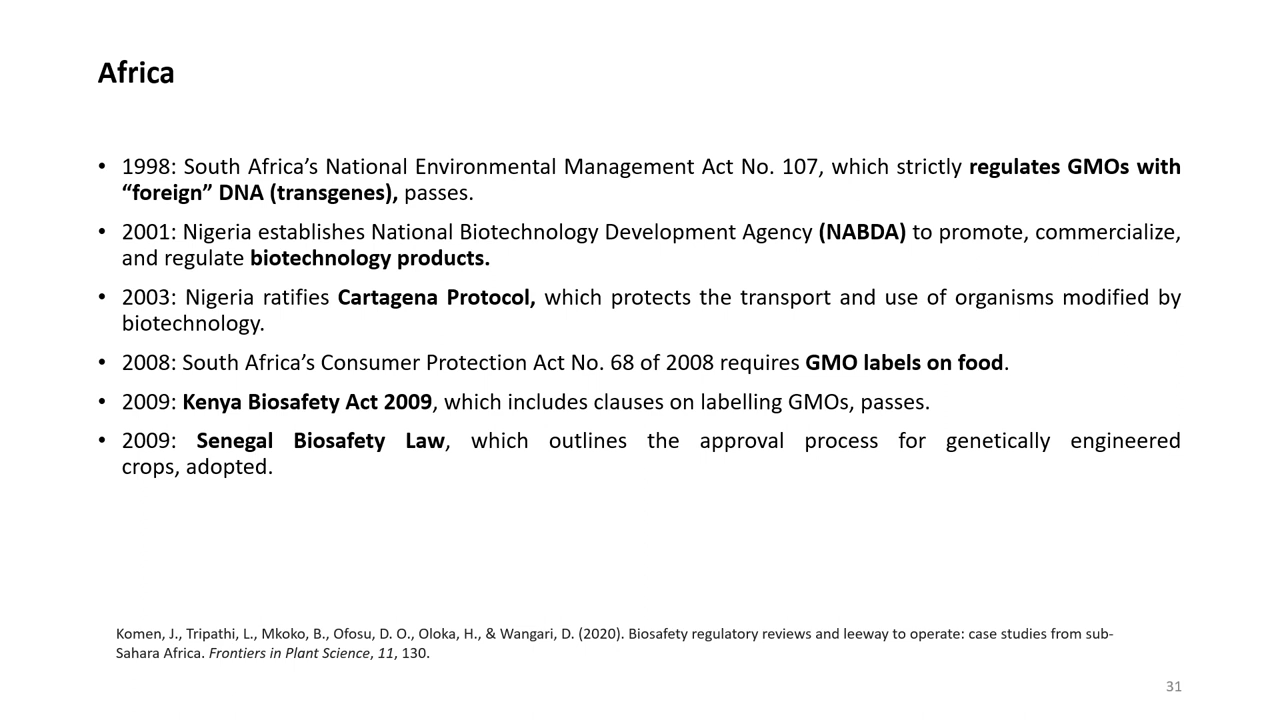 Africa
• 1998: South Africa’s National Environmental Management Act No. 107, which strictly regulates GMOs with
“foreign” DNA (transgenes), passes.
• 2001: Nigeria establishes National Biotechnology Development Agency (NABDA) to promote, commercialize,
and regulate biotechnology products.
• 2003: Nigeria ratifies Cartagena Protocol, which protects the transport and use of organisms modified by
biotechnology.
• 2008: South Africa’s Consumer Protection Act No. 68 of 2008 requires GMO labels on food.
• 2009: Kenya Biosafety Act 2009, which includes clauses on labelling GMOs, passes.
• 2009: Senegal Biosafety Law, which outlines the approval process for genetically engineered
crops, adopted.
Komen, J., Tripathi, L., Mkoko, B., Ofosu, D. O., Oloka, H., & Wangari, D. (2020). Biosafety regulatory reviews and leeway to operate: case studies from sub-
Sahara Africa. Frontiers in Plant Science, 11, 130.
31